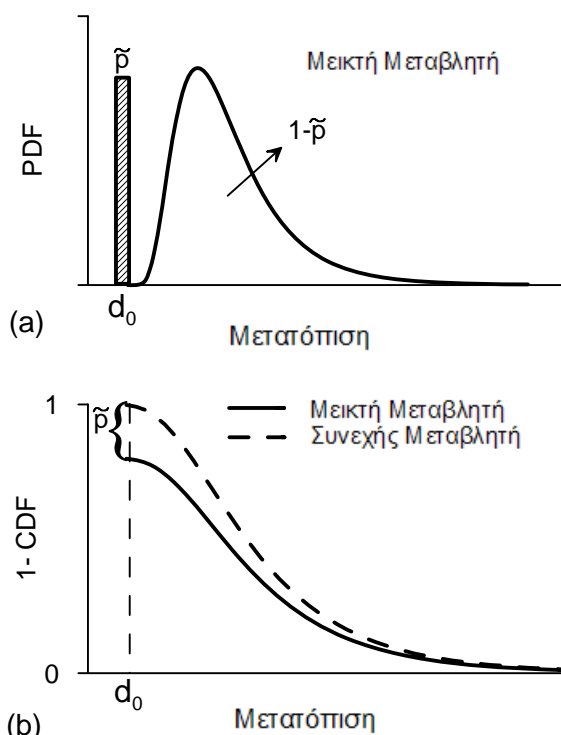 p̃
Μεικτή Μεταβλητή
1-p̃
PDF
d₀
(a)
Μετατόπιση
1
p̃
Μεικτή Μεταβλητή
Συνεχής Μεταβλητή
1- CDF
0
d₀
(b)
Μετατόπιση